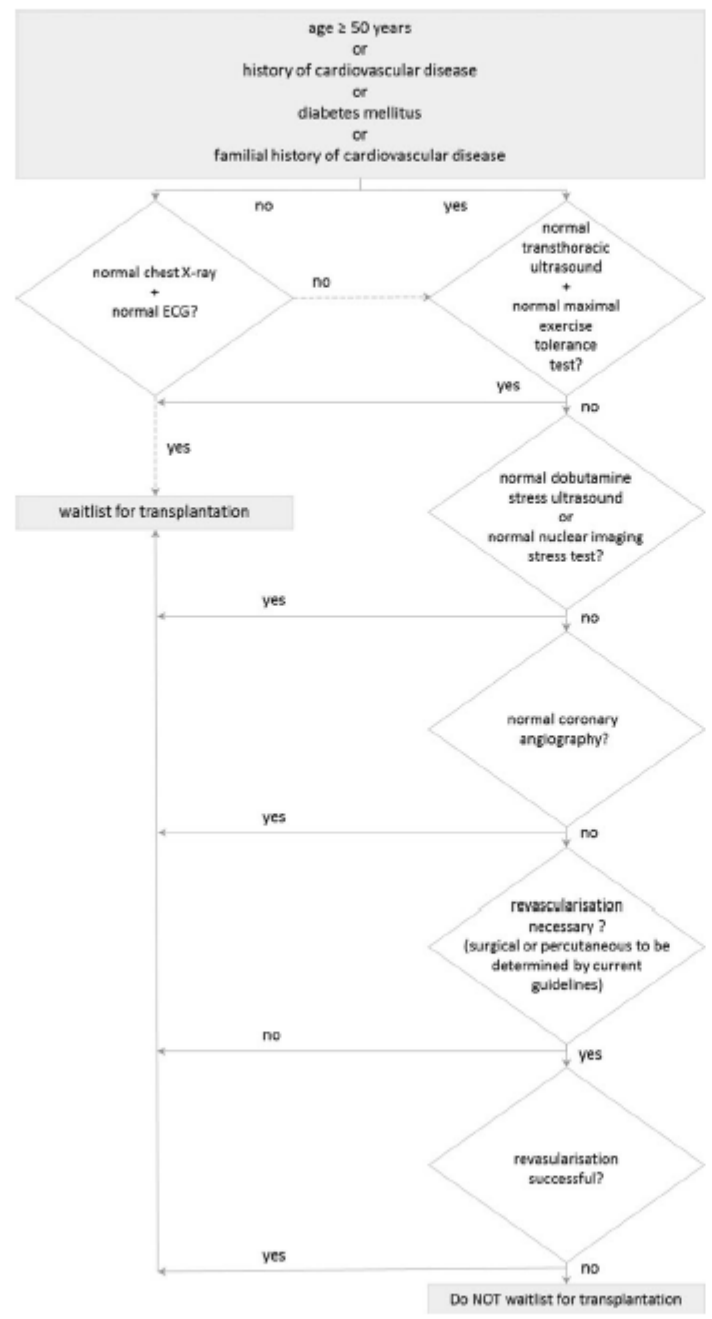 age ≥ 50 years
or
history of cardiovascular disease
or
diabetes mellitus
or
familial history of cardiovascular disease
no
yes
normal chest X-ray
+
normal ECG?
no
normal
transthoracic
ultrasound
+
normal maximal
exercise
tolerance
test?
yes
no
yes
waitlist for transplantation
normal dobutamine
stress ultrasound
or
normal nuclear imaging
stress test?
yes
no
normal coronary
angiography?
yes
no
revascularisation
necessary ?
(surgical or percutaneous to be
determined by current
guidelines)
no
yes
revasularisation
successful?
yes
no
Do NOT waitlist for transplantation